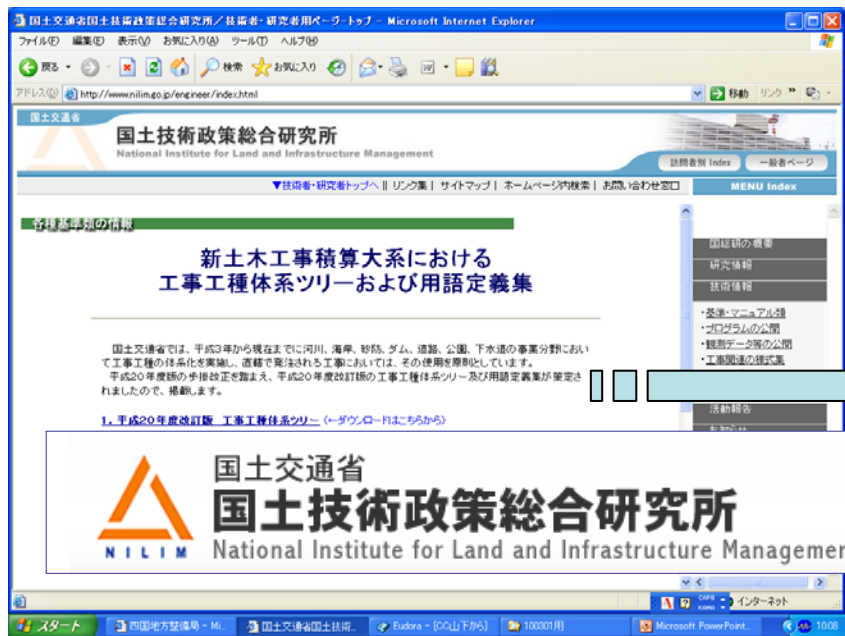 国土交通省国土技術政策総合研究所／技術者・研究者用ページ-トップ - Microsoft Internet Explorer
ファイル(F) 編集(E) 表示(V) お気に入り(A) ツール(T) ヘルプ(H)
戻る 検索 お気に入り
アドレス(D) http://www.nilim.go.jp/engineer/index.html 移動 リンク »
国土交通省
国土技術政策総合研究所
National Institute for Land and Infrastructure Management
訪問者別 Index 一般者ページ
▼技術者・研究者トップへ || リンク集 | サイトマップ | ホームページ内検索 | お問い合わせ窓口 MENU Index
各種基準類の情報
新土木工事積算大系における
工事工種体系ツリーおよび用語定義集
国土交通省では、平成3年から現在までに河川、海岸、砂防、ダム、道路、公園、下水道の事業分野におい
て工事工種の体系化を実施し、直轄で発注される工事においては、その使用を原則としています。
平成20年度版の歩掛改正を踏まえ、平成20年度改訂版の工事工種体系ツリー及び用語定義集が策定さ
れましたので、掲載します。
1. 平成20年度改訂版 工事工種体系ツリー (←ダウンロードはこちらから)
国総研の概要
研究情報
技術情報
・基準・マニュアル類
・プログラムの公開
・観測データ等の公開
・工事関連の様式集
活動報告
お知らせ
国土交通省
国土技術政策総合研究所
NILIM National Institute for Land and Infrastructure Managemen
インターネット
スタート 四国地方整備局 - Mi... 国土交通省国土技術... Eudora - [CC山下から] 100301用 Microsoft PowerPoint... 10:08